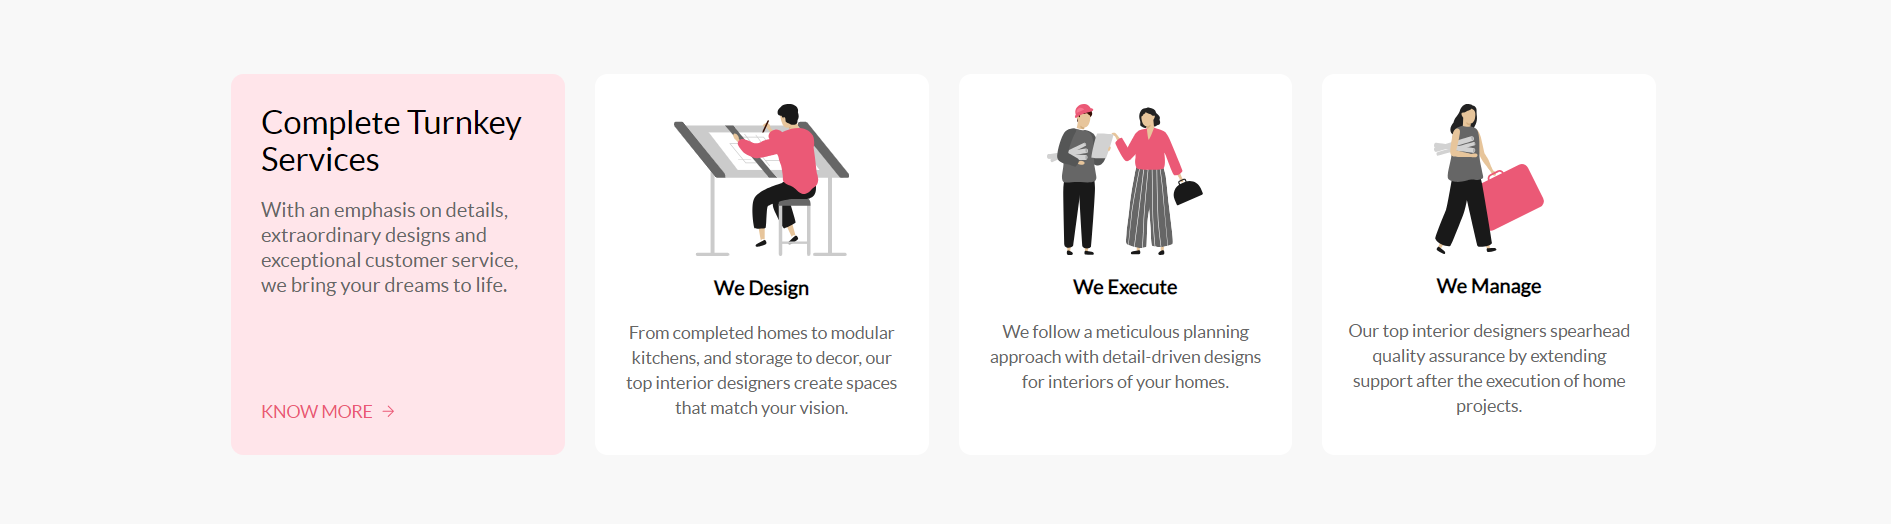 Complete Turnkey
Services
With an emphasis on details,
extraordinary designs and
exceptional customer service,
we bring your dreams to life.
KNOW MORE →
We Design
From completed homes to modular
kitchens, and storage to decor, our
top interior designers create spaces
that match your vision.
We Execute
We follow a meticulous planning
approach with detail-driven designs
for interiors of your homes.
We Manage
Our top interior designers spearhead
quality assurance by extending
support after the execution of home
projects.